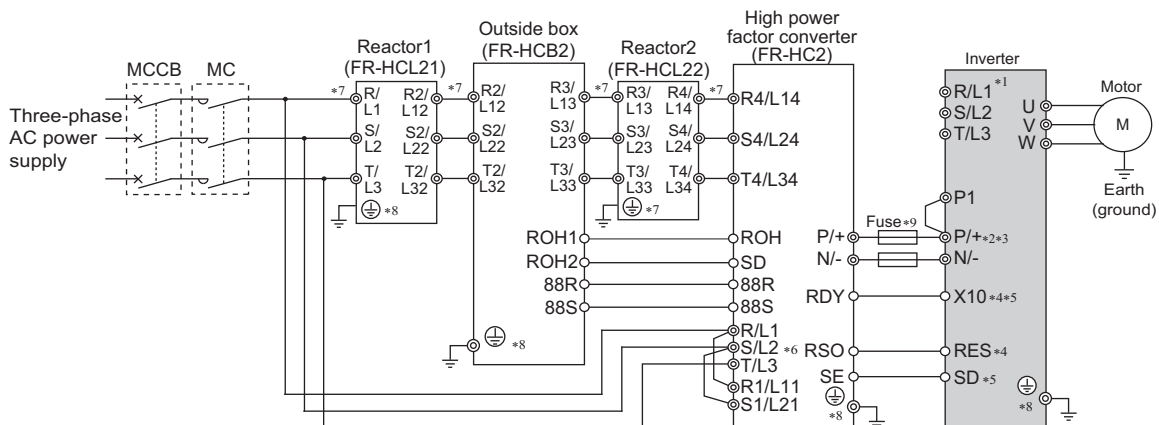 Three-phase
AC power
supply
MCCB
MC
Reactor1
(FR-HCL21)
*7
R/
L1
S/
L2
T/
L3
R2/
L12
S2/
L22
T2/
L32
*8
*7
Outside box
(FR-HCB2)
R2/
L12
S2/
L22
T2/
L32
R3/
L13
S3/
L23
T3/
L33
ROH1
ROH2
88R
88S
*8
*7
Reactor2
(FR-HCL22)
R3/
L13
S3/
L23
T3/
L33
R4/
L14
S4/
L24
T4/
L34
*7
*7
High power
factor converter
(FR-HC2)
R4/L14
S4/L24
T4/L34
ROH
SD
88R
88S
R/L1
S/L2 *6
T/L3
R1/L11
S1/L21
P/+
N/-
RDY
RSO
SE
*8
Fuse*9
Inverter
R/L1 *1
S/L2
T/L3
P1
P/+*2*3
N/-
X10 *4*5
RES *4
SD *5
U
V
W
*8
Motor
M
Earth
(ground)